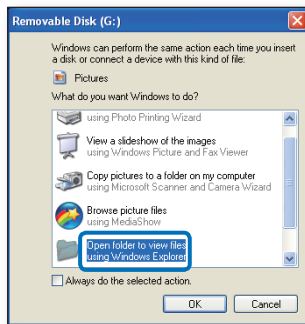 Removable Disk (G:)
Windows can perform the same action each time you insert
a disk or connect a device with this kind of file:
Pictures
What do you want Windows to do?
using Photo Printing Wizard
View a slideshow of the images
using Windows Picture and Fax Viewer
Copy pictures to a folder on my computer
using Microsoft Scanner and Camera Wizard
Browse picture files
using MediaShow
Open folder to view files
using Windows Explorer
Always do the selected action.
OK
Cancel